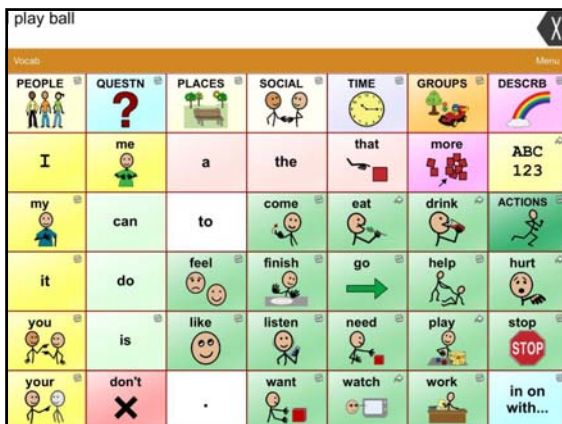 play ball
X
Vocab Menu
PEOPLE QUESTN PLACES SOCIAL TIME GROUPS DESCRB
I me a the that more ABC
123
my can to come eat drink ACTIONS
it do feel finish go help hurt
you is like listen need play stop
STOP
your don't . want watch work in on
with...